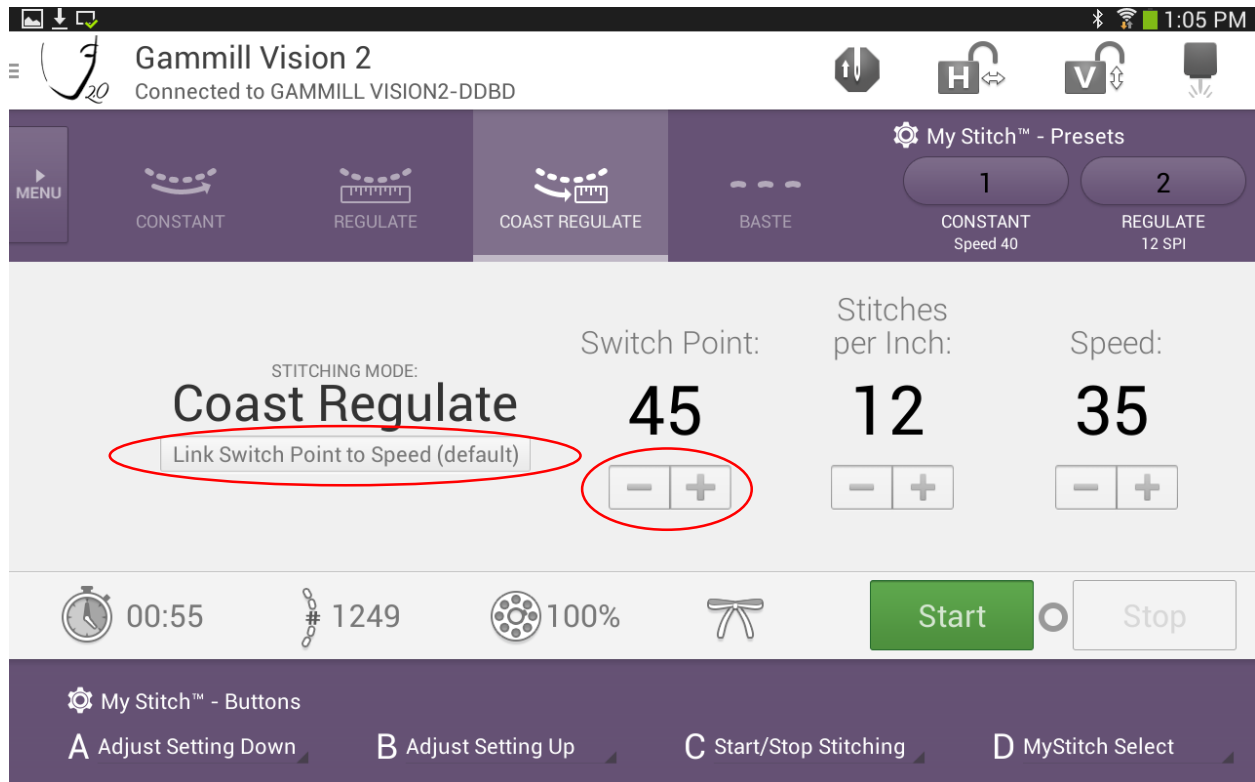 1:05 PM
2.0
Gammill Vision 2
Connected to GAMMILL VISION2-DDBD
H
V
MENU
CONSTANT
REGULATE
COAST REGULATE
BASTE
My Stitch™ - Presets
1
2
CONSTANT
Speed 40
REGULATE
12 SPI
STITCHING MODE:
Coast Regulate
Link Switch Point to Speed (default)
Switch Point:
45
Stitches
per Inch:
12
Speed:
35
00:55
# 1249
100%
Start
Stop
My Stitch™ - Buttons
A Adjust Setting Down
B Adjust Setting Up
C Start/Stop Stitching
D MyStitch Select